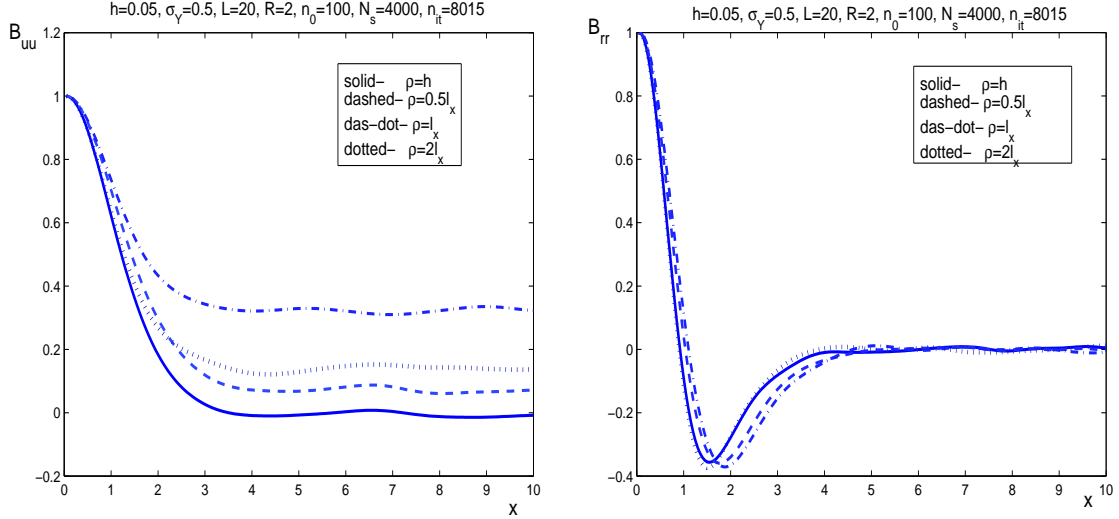 h=0.05, σY=0.5, L=20, R=2, n0=100, Ns=4000, nit=8015
Buu
1.2
1
0.8
0.6
0.4
0.2
0
−0.2
solid− ρ=h
dashed− ρ=0.5lx
das−dot− ρ=lx
dotted− ρ=2lx
0 1 2 3 4 5 6 7 8 9 10
x
h=0.05, σY=0.5, L=20, R=2, n0=100, Ns=4000, nit=8015
Brr
1
0.8
0.6
0.4
0.2
0
−0.2
−0.4
solid− ρ=h
dashed− ρ=0.5lx
das−dot− ρ=lx
dotted− ρ=2lx
0 1 2 3 4 5 6 7 8 9 10
x